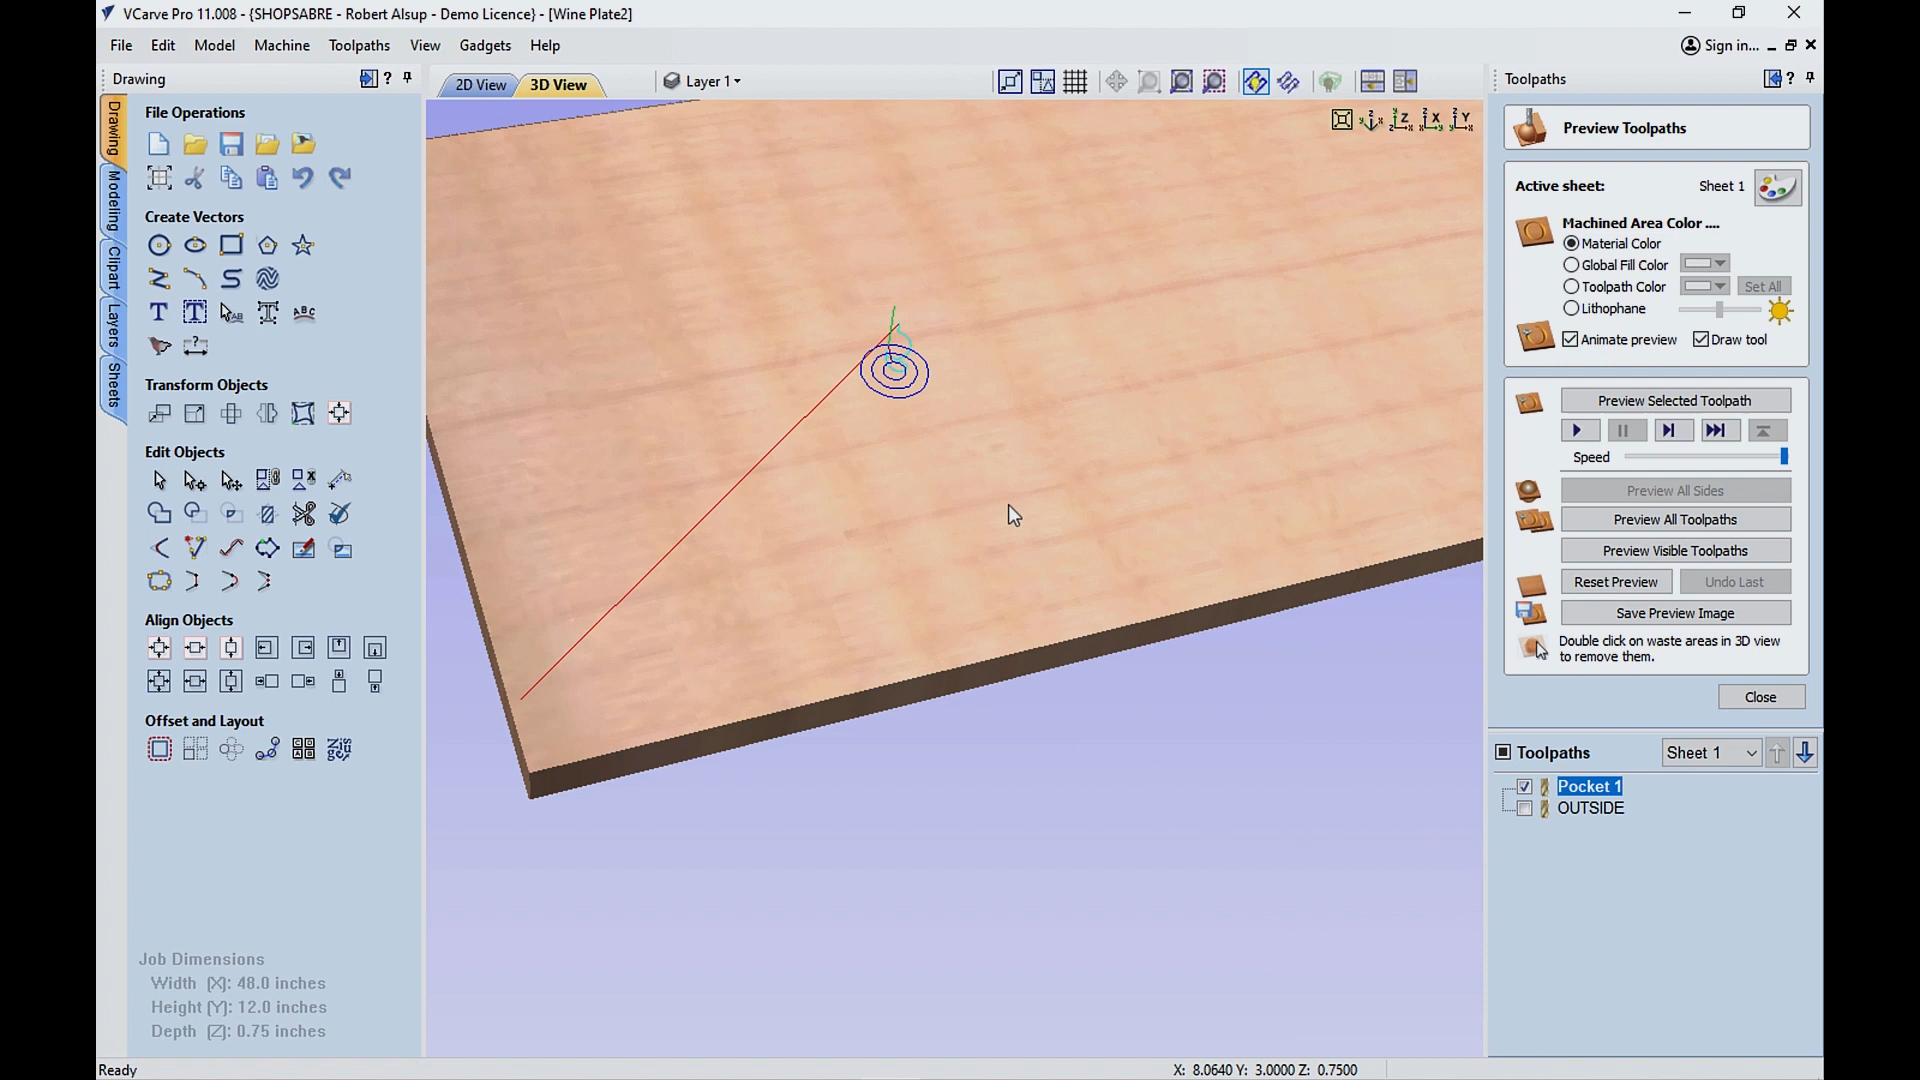 VCarve Pro 11.008 - {SHOPSABRE - Robert Alsup - Demo Licence} - [Wine Plate2]
File Edit Model Machine Toolpaths View Gadgets Help
Sign in...
Drawing
2D View 3D View
Layer 1
Toolpaths
Drawing
Modeling
Clipart
Layers
Sheets
File Operations
Create Vectors
Transform Objects
Edit Objects
Align Objects
Offset and Layout
Job Dimensions
Width (X): 48.0 inches
Height (Y): 12.0 inches
Depth (Z): 0.75 inches
Preview Toolpaths
Active sheet: Sheet 1
Machined Area Color ....
Material Color
Global Fill Color
Toolpath Color Set All
Lithophane
Animate preview Draw tool
Preview Selected Toolpath
Speed
Preview All Sides
Preview All Toolpaths
Preview Visible Toolpaths
Reset Preview Undo Last
Save Preview Image
Double click on waste areas in 3D view
to remove them.
Close
Toolpaths Sheet 1
Pocket 1
OUTSIDE
Ready
X: 8.0640 Y: 3.0000 Z: 0.7500